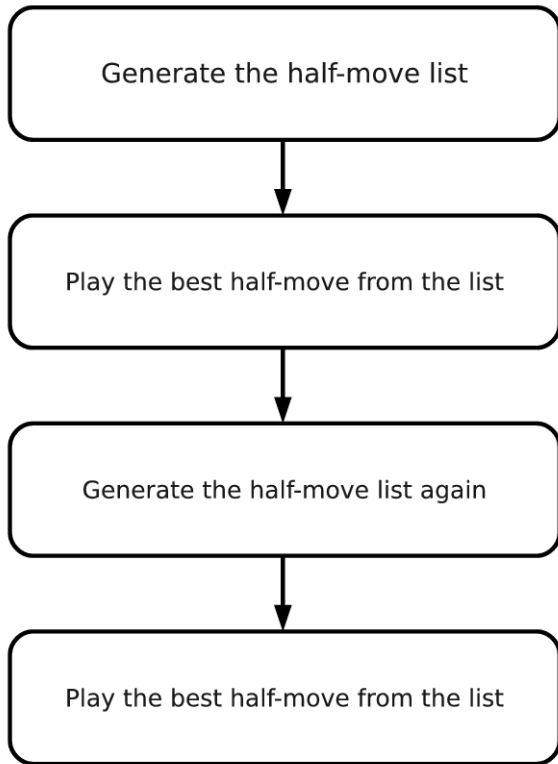 Generate the half-move list
Play the best half-move from the list
Generate the half-move list again
Play the best half-move from the list